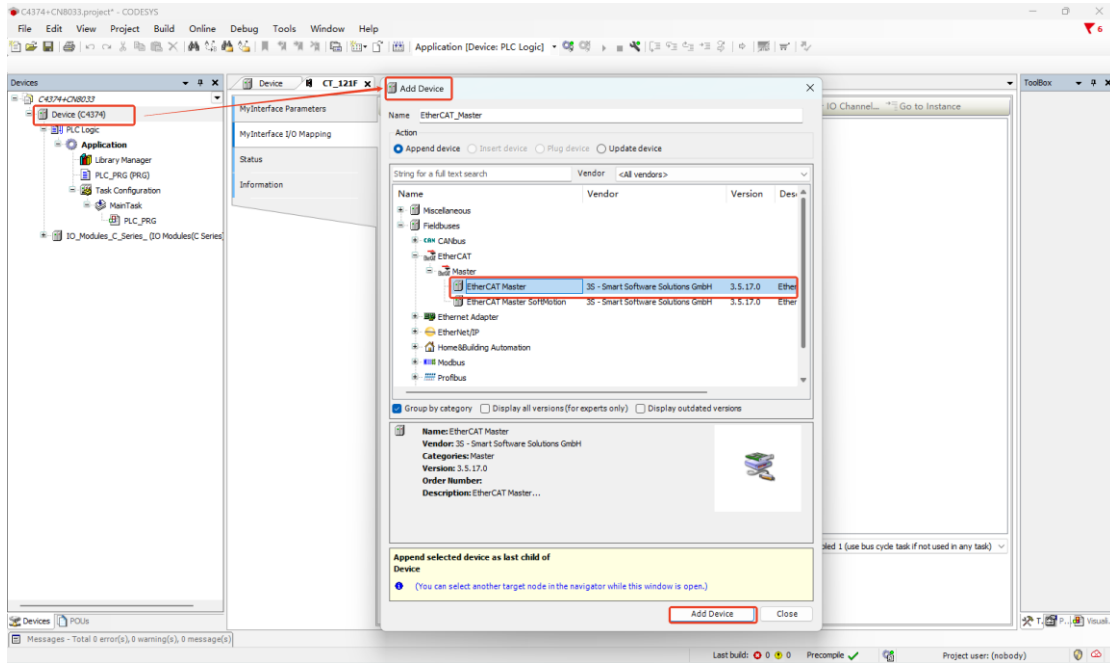 C4374+CN8033.project* - CODESYS
File Edit View Project Build Online Debug Tools Window Help
6
Application [Device: PLC Logic]
Devices
C4374+CN8033
Device (C4374)
PLC Logic
Application
Library Manager
PLC_PRG (PRG)
Task Configuration
MainTask
PLC_PRG
IO_Modules_C_Series_ (IO Modules(C Series
Devices POUs
Device CT_121F
MyInterface Parameters
MyInterface I/O Mapping
Status
Information
Add Device
Name EtherCAT_Master
Action
Append device Insert device Plug device Update device
String for a full text search Vendor <All vendors>
Name Vendor Version
Miscellaneous
Fieldbuses
CAN CANbus
EtherCAT
Master
EtherCAT Master 3S - Smart Software Solutions GmbH 3.5.17.0 Ether
EtherCAT Master SoftMotion 3S - Smart Software Solutions GmbH 3.5.17.0 Ether
Ethernet Adapter
EtherNet/IP
Home&Building Automation
Modbus
Profibus
Group by category Display all versions (for experts only) Display outdated versions
Name: EtherCAT Master
Vendor: 3S - Smart Software Solutions GmbH
Categories: Master
Version: 3.5.17.0
Order Number:
Description: EtherCAT Master...
Append selected device as last child of
Device
(You can select another target node in the navigator while this window is open.)
Add Device Close
IO Channel... Go to Instance
bled 1 (use bus cycle task if not used in any task)
ToolBox
T. P... Visuali.
Messages - Total 0 error(s), 0 warning(s), 0 message(s)
Last build: 0 0 Precompile Project user: (nobody)